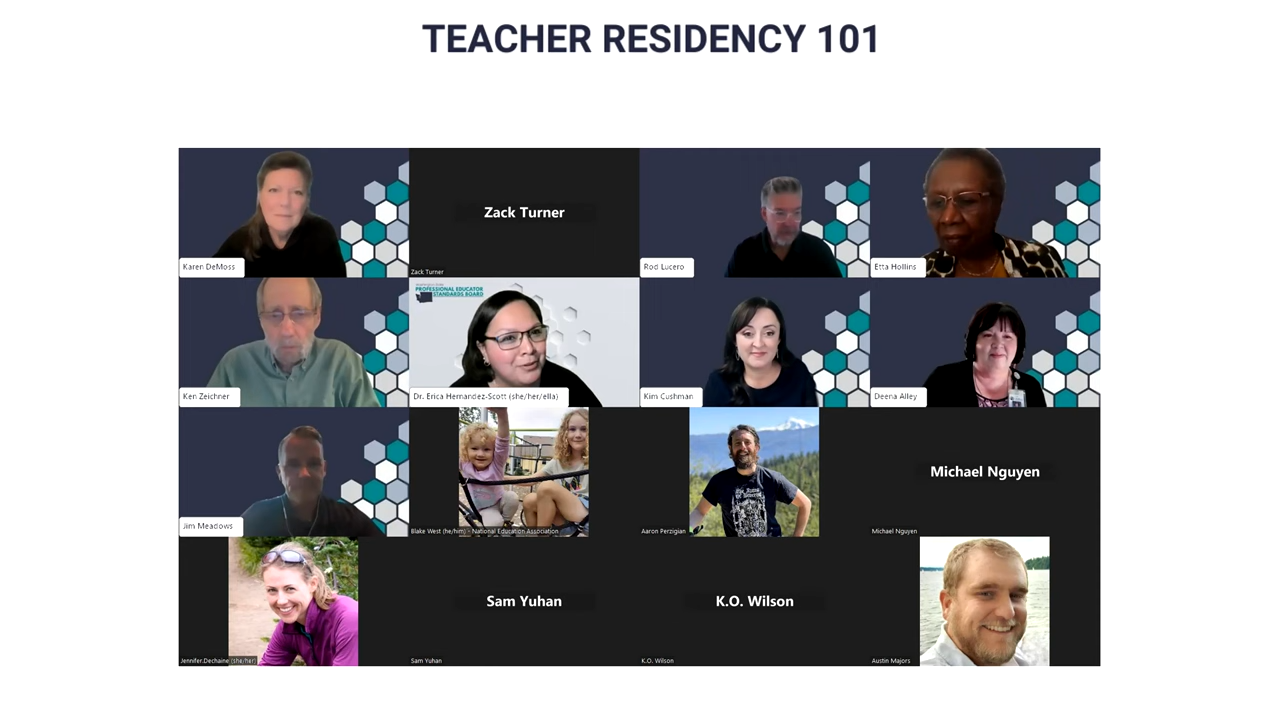 TEACHER RESIDENCY 101
Karen DeMoss
Zack Turner
Zack Turner
Rod Lucero
Etta Hollins
Ken Zeichner
PROFESSIONAL EDUCATOR
STANDARDS BOARD
Dr. Erica Hernandez-Scott (she/her/ella)
Kim Cushman
Deena Alley
Jim Meadows
Blake West (he/him) - National Education Association
Aaron Perzigian
Michael Nguyen
Michael Nguyen
Jennifer.Dechaine (she/her)
Sam Yuhan
Sam Yuhan
K.O. Wilson
K.O. Wilson
Austin Majors